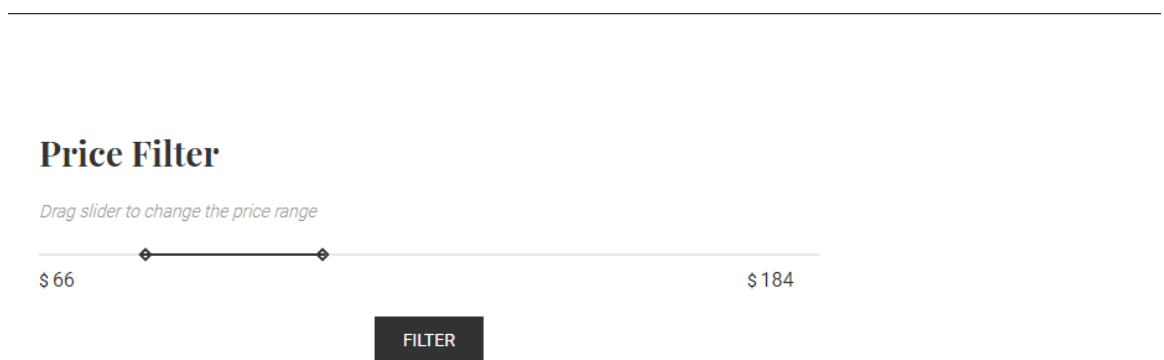 Price Filter
Drag slider to change the price range
$ 66 $ 184
FILTER